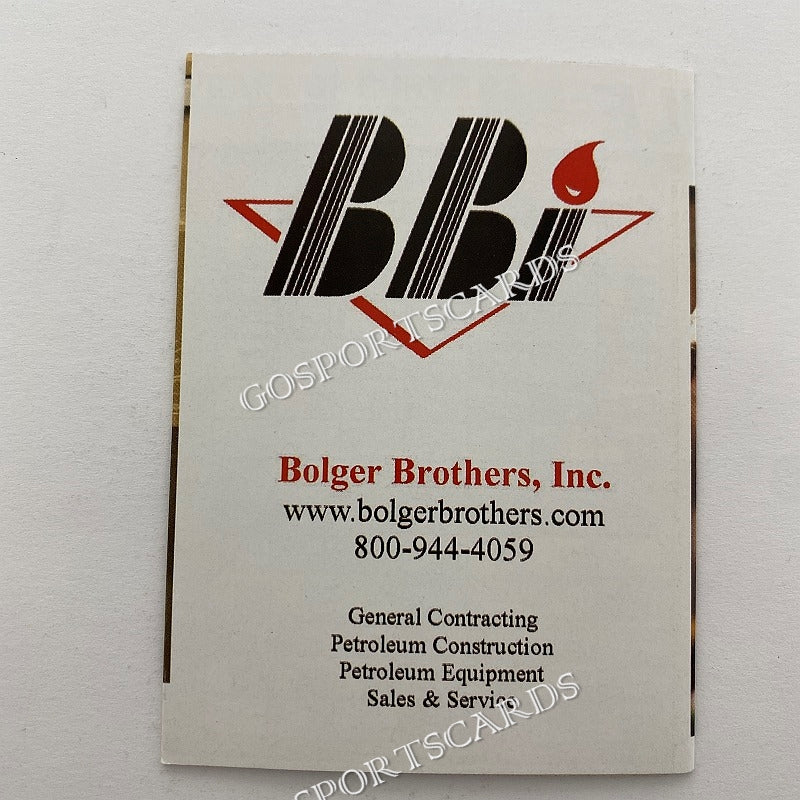 BBi
GOSPORTSCARDS
Bolger Brothers, Inc.
www.bolgerbrothers.com
800-944-4059
General Contracting
Petroleum Construction
Petroleum Equipment
Sales & Service
OSPORTSCARDS